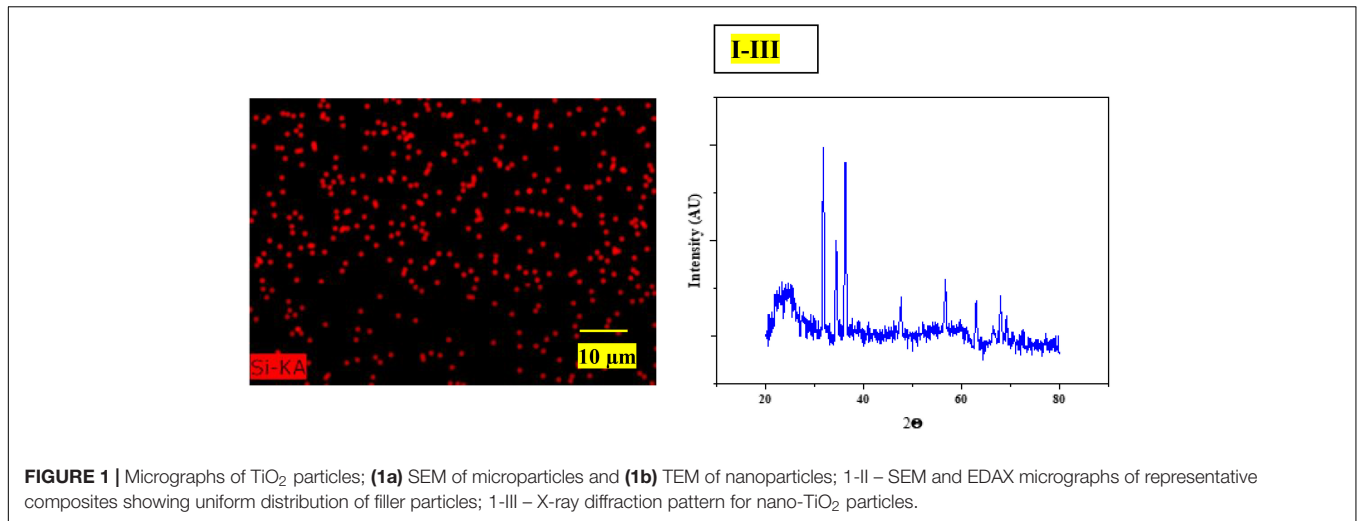 I-III
Si-KA
10 μm
Intensity (AU)
20
40
60
80
2Θ
FIGURE 1 | Micrographs of TiO₂ particles; (1a) SEM of microparticles and (1b) TEM of nanoparticles; 1-II – SEM and EDAX micrographs of representative
composites showing uniform distribution of filler particles; 1-III – X-ray diffraction pattern for nano-TiO₂ particles.